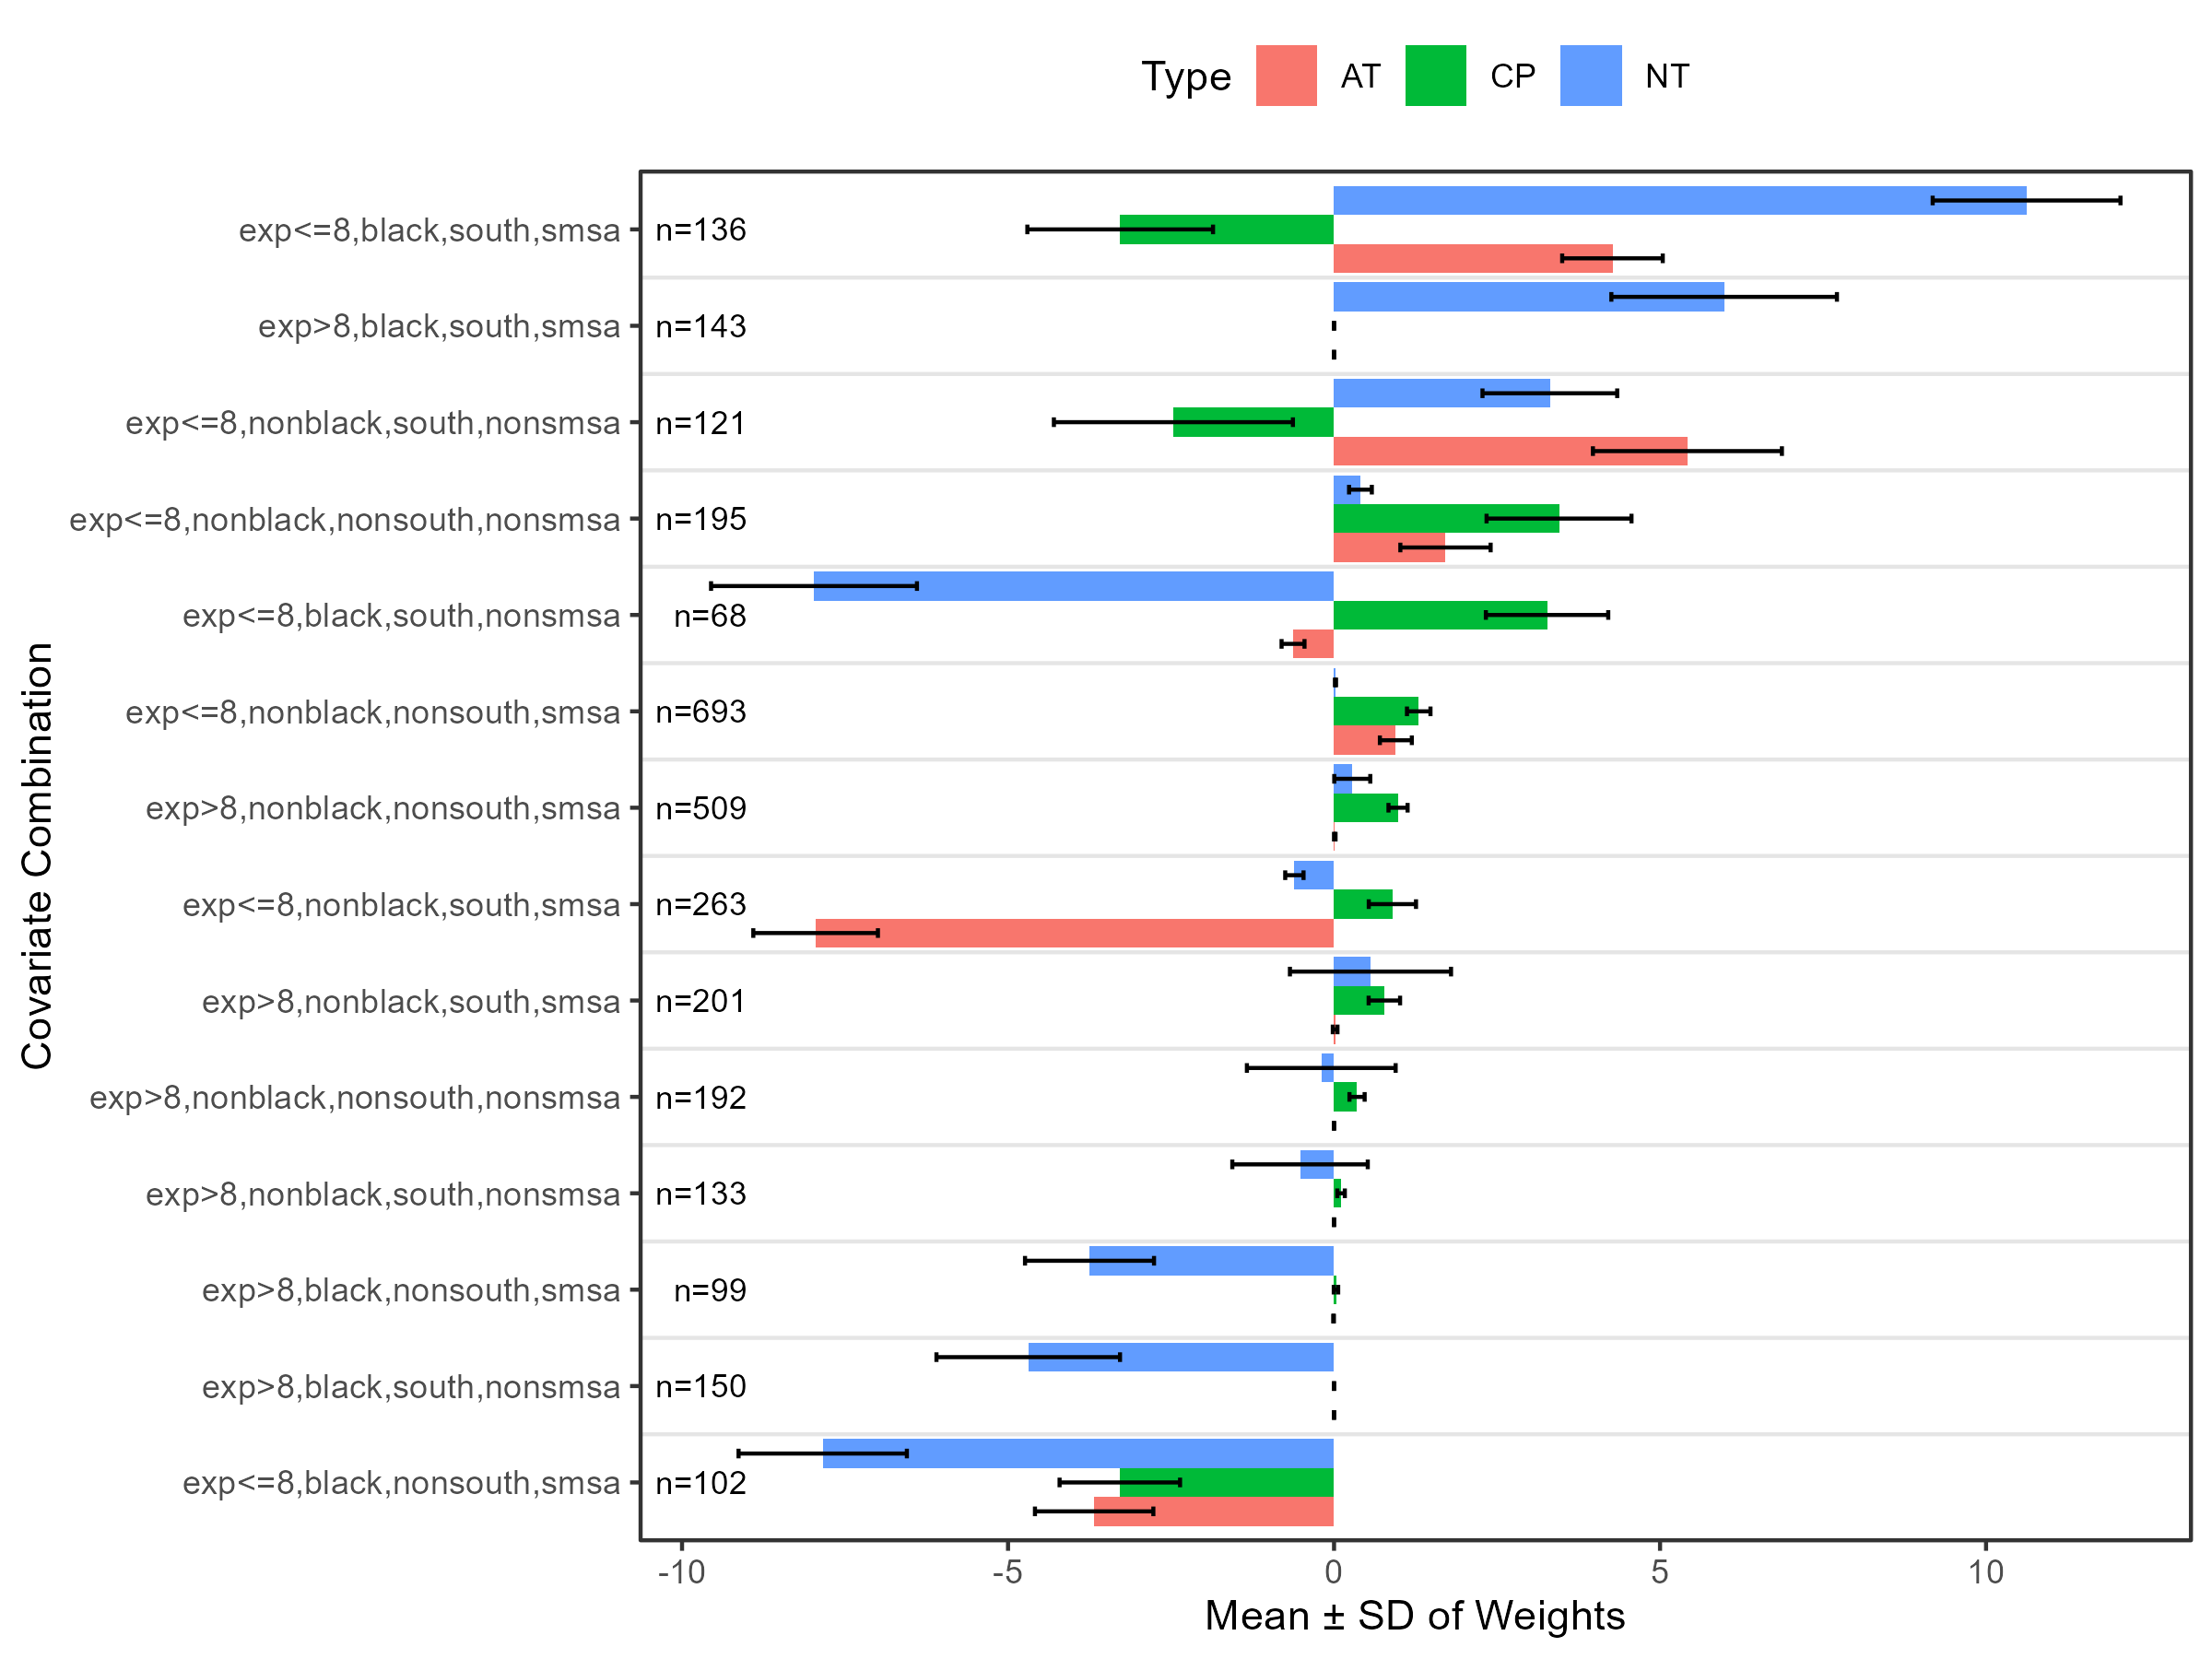 Type AT CP NT
exp<=8,black,south,smsa n=136
exp>8,black,south,smsa n=143
exp<=8,nonblack,south,nonsmsa n=121
exp<=8,nonblack,nonsouth,nonsmsa n=195
exp<=8,black,south,nonsmsa n=68
exp<=8,nonblack,nonsouth,smsa n=693
exp>8,nonblack,nonsouth,smsa n=509
exp<=8,nonblack,south,smsa n=263
exp>8,nonblack,south,smsa n=201
exp>8,nonblack,nonsouth,nonsmsa n=192
exp>8,nonblack,south,nonsmsa n=133
exp>8,black,nonsouth,smsa n=99
exp>8,black,south,nonsmsa n=150
exp<=8,black,nonsouth,smsa n=102
Covariate Combination
-10 -5 0 5 10
Mean ± SD of Weights